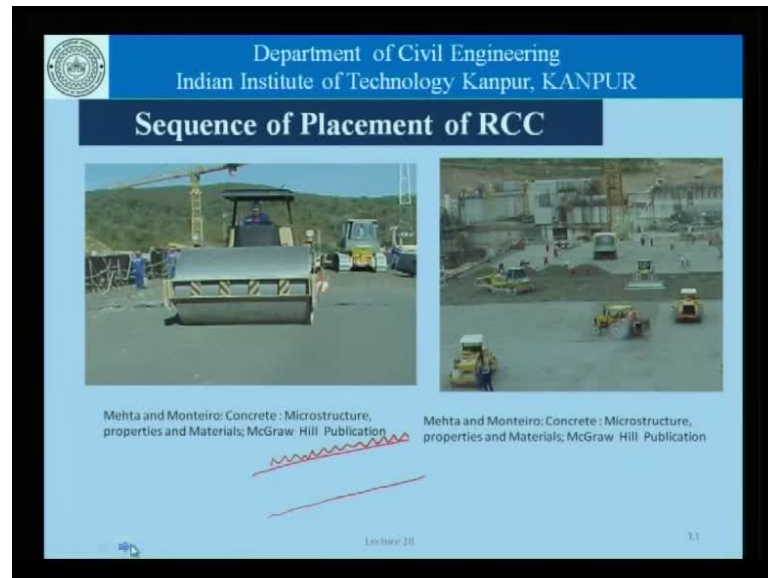 Department of Civil Engineering
Indian Institute of Technology Kanpur, KANPUR
Sequence of Placement of RCC
Mehta and Monteiro: Concrete : Microstructure,
properties and Materials; McGraw Hill Publication
Mehta and Monteiro: Concrete : Microstructure,
properties and Materials; McGraw Hill Publication
Lecture 20
13